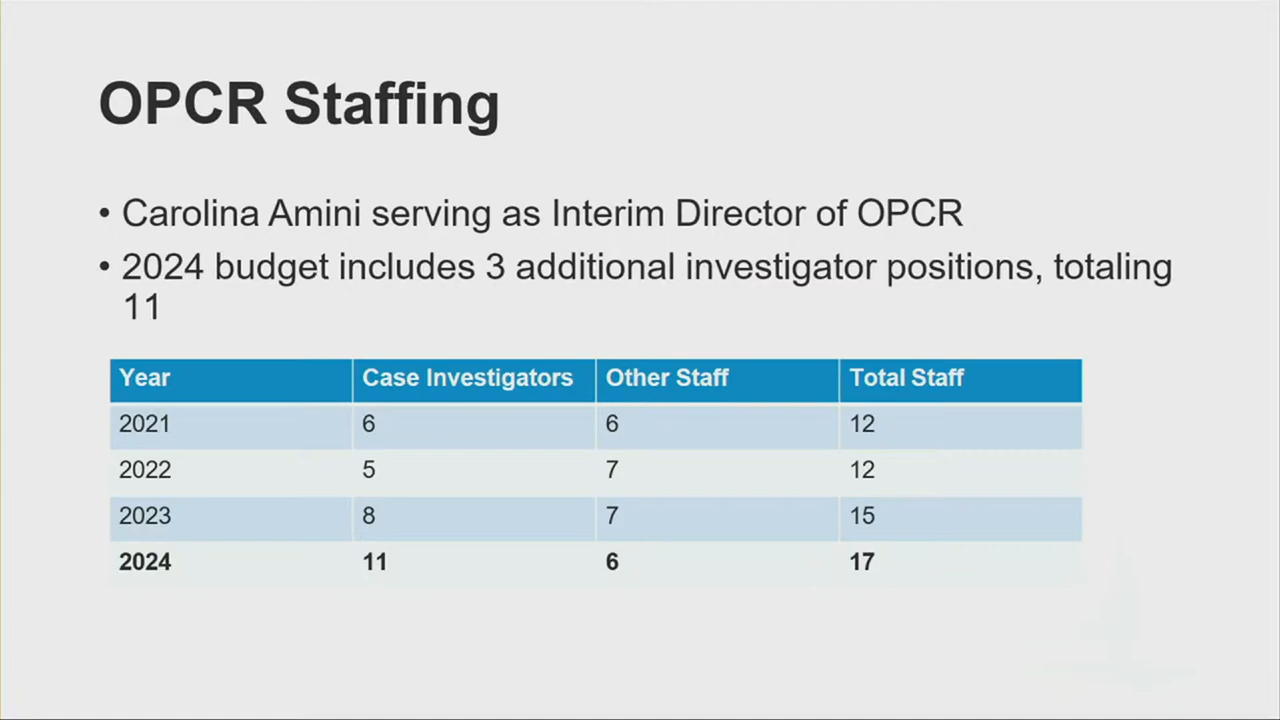 OPCR Staffing
• Carolina Amini serving as Interim Director of OPCR
• 2024 budget includes 3 additional investigator positions, totaling
11
Year Case Investigators Other Staff Total Staff
2021 6 6 12
2022 5 7 12
2023 8 7 15
2024 11 6 17